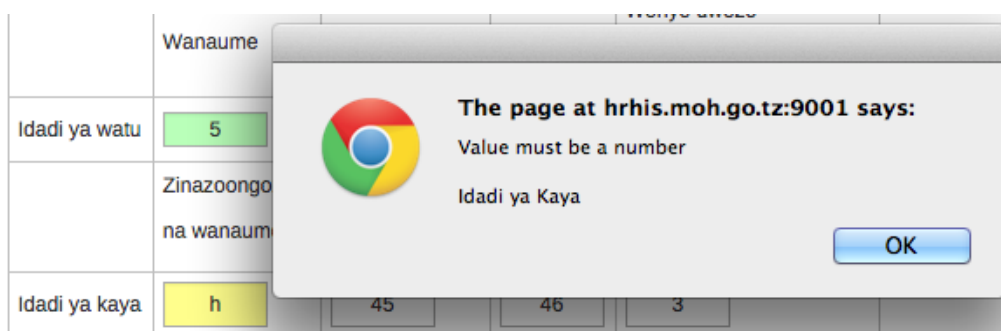 Wanaume
The page at hrhis.moh.go.tz:9001 says:
Value must be a number
Idadi ya Kaya
OK
Idadi ya watu 5
Zinazoongo
na wanaum
Idadi ya kaya h 45 46 3